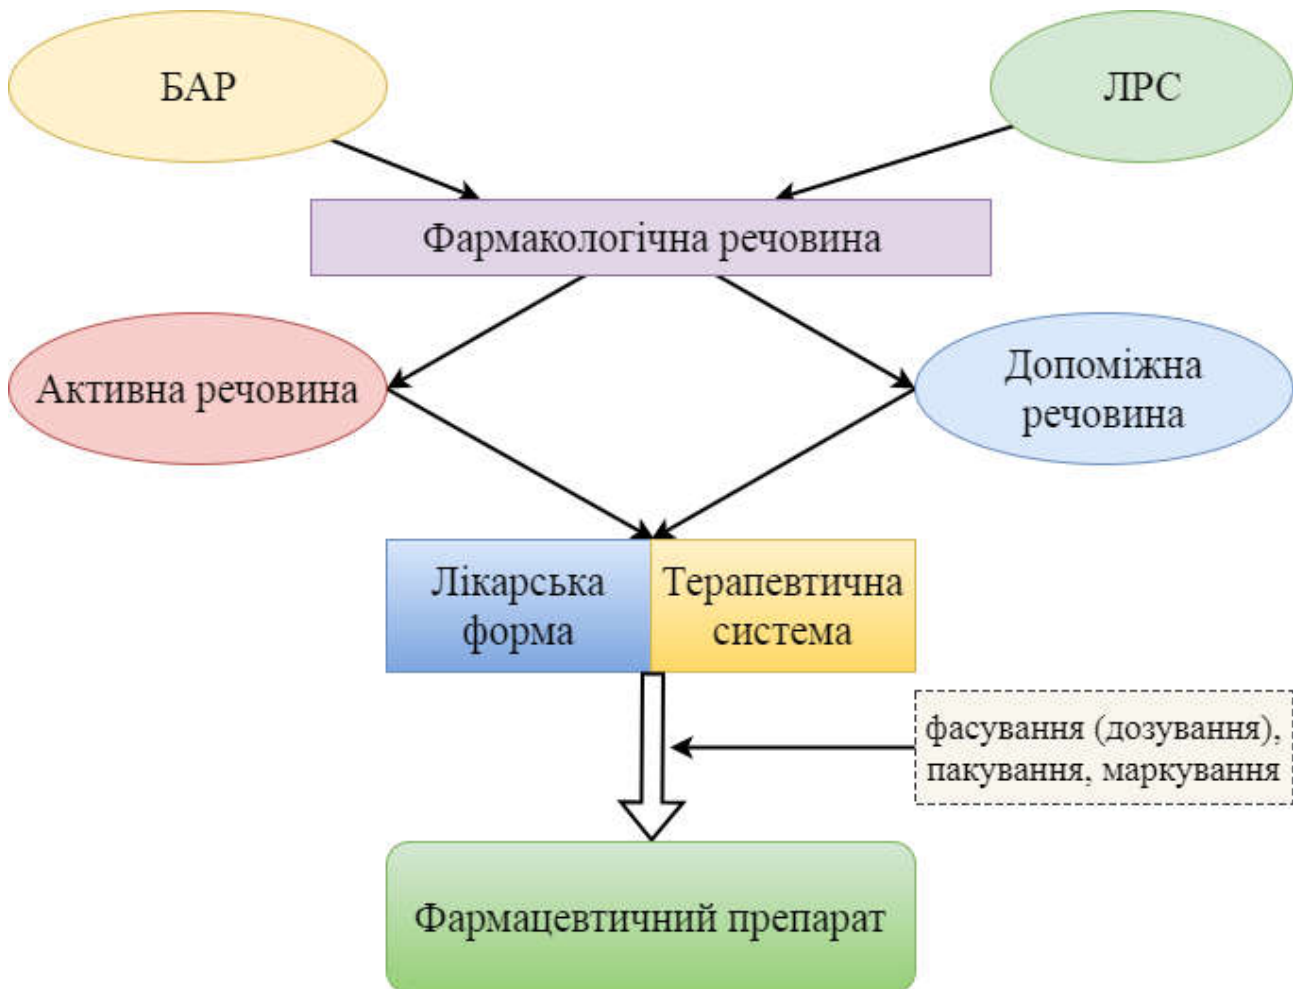 БАР
ЛРС
Фармакологічна речовина
Активна речовина
Допоміжна
речовина
Лікарська
форма
Терапевтична
система
фасування (дозування),
пакування, маркування
Фармацевтичний препарат